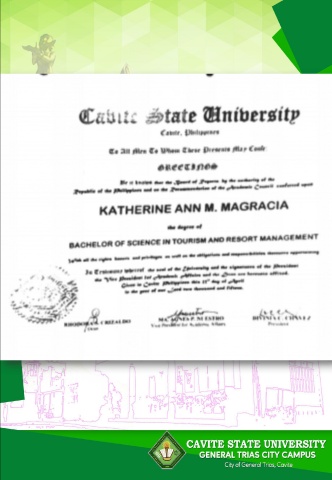 Cavite State University
Cavite, Philippines
To All Men To Whom These Presents May Come
GREETINGS
Be it known that the Board of Regents, by the authority of the
Republic of the Philippines and on the Recommendation of the Academic Council conferred upon
KATHERINE ANN M. MAGRACIA
the degree of
BACHELOR OF SCIENCE IN TOURISM AND RESORT MANAGEMENT
With all the rights honors and privileges as well as the obligations and responsibilities thereunto appertaining
In Testimony whereof the seal of the University and the signatures of the President
the Vice President for Academic Affairs and the Dean are hereunto affixed.
Given in Cavite Philippines this day of April
in the year of our Lord two thousand and fifteen.
Dean
Vice President for Academic Affairs
President
CAVITE STATE UNIVERSITY
GENERAL TRIAS CITY CAMPUS
City of General Trias, Cavite